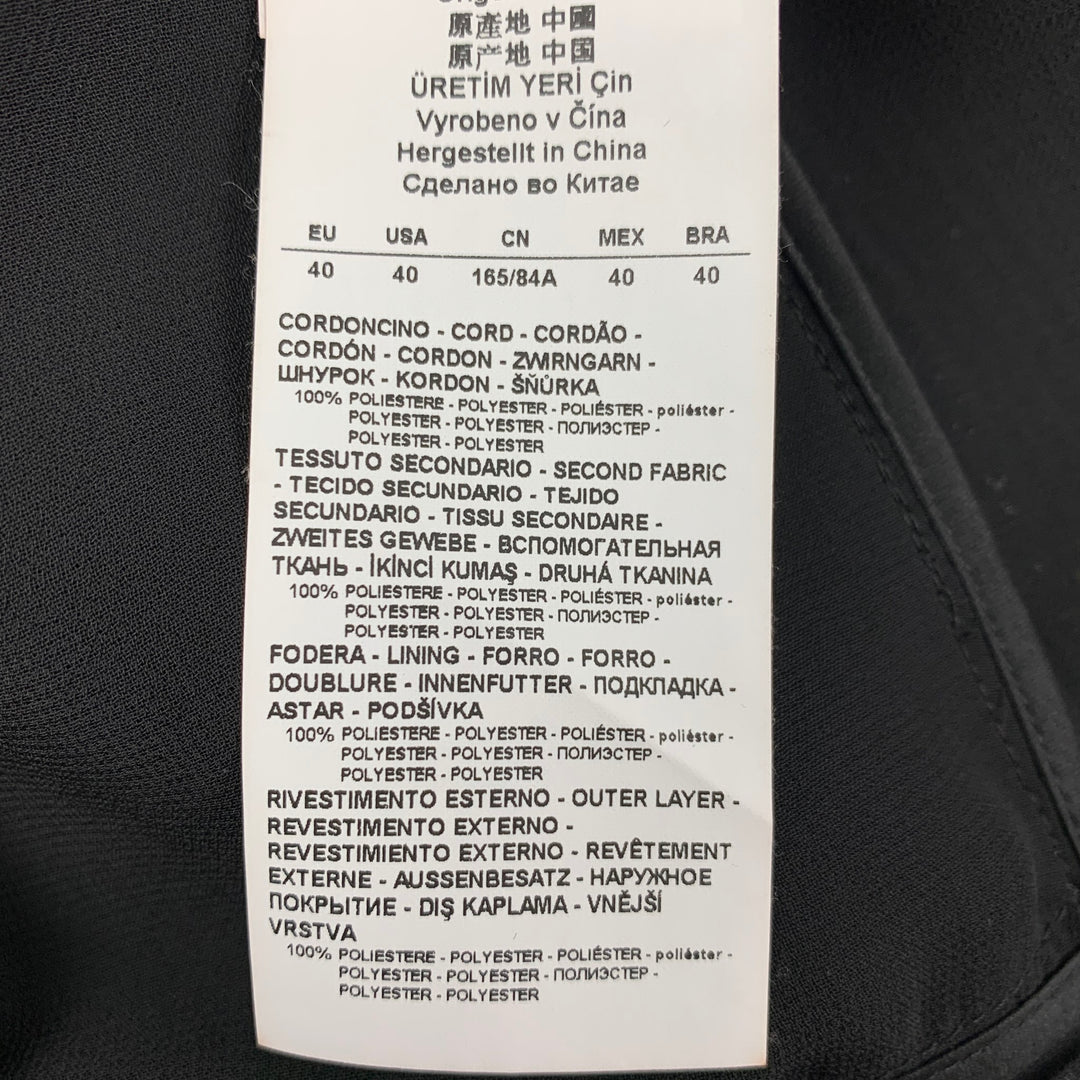 原產地 中國
原产地 中国
ÜRETİM YERİ Çin
Vyrobeno v Čína
Hergestellt in China
Сделано во Китае
EU USA CN MEX BRA
40 40 165/84A 40 40
CORDONCINO - CORD - CORDÃO -
CORDÓN - CORDON - ZWIRNGARN -
ШНУРОК - KORDON - ŠŇŮRKA
100% POLIESTERE - POLYESTER - POLIÉSTER - poliéster -
POLYESTER - POLYESTER - ПОЛИЭСТЕР -
POLYESTER - POLYESTER
TESSUTO SECONDARIO - SECOND FABRIC
- TECIDO SECUNDARIO - TEJIDO
SECUNDARIO - TISSU SECONDAIRE -
ZWEITES GEWEBE - ВСПОМОГАТЕЛЬНАЯ
ТКАНЬ - İKİNCİ KUMAŞ - DRUHÁ TKANINA
100% POLIESTERE - POLYESTER - POLIÉSTER - poliéster -
POLYESTER - POLYESTER - ПОЛИЭСТЕР -
POLYESTER - POLYESTER
FODERA - LINING - FORRO - FORRO -
DOUBLURE - INNENFUTTER - ПОДКЛАДКА -
ASTAR - PODŠÍVKA
100% POLIESTERE - POLYESTER - POLIÉSTER - poliéster -
POLYESTER - POLYESTER - ПОЛИЭСТЕР -
POLYESTER - POLYESTER
RIVESTIMENTO ESTERNO - OUTER LAYER -
REVESTIMENTO EXTERNO -
REVESTIMIENTO EXTERNO - REVÊTEMENT
EXTERNE - AUSSENBESATZ - НАРУЖНОЕ
ПОКРЫТИЕ - DIŞ KAPLAMA - VNĚJŠÍ
VRSTVA
100% POLIESTERE - POLYESTER - POLIÉSTER - poliéster -
POLYESTER - POLYESTER - ПОЛИЭСТЕР -
POLYESTER - POLYESTER